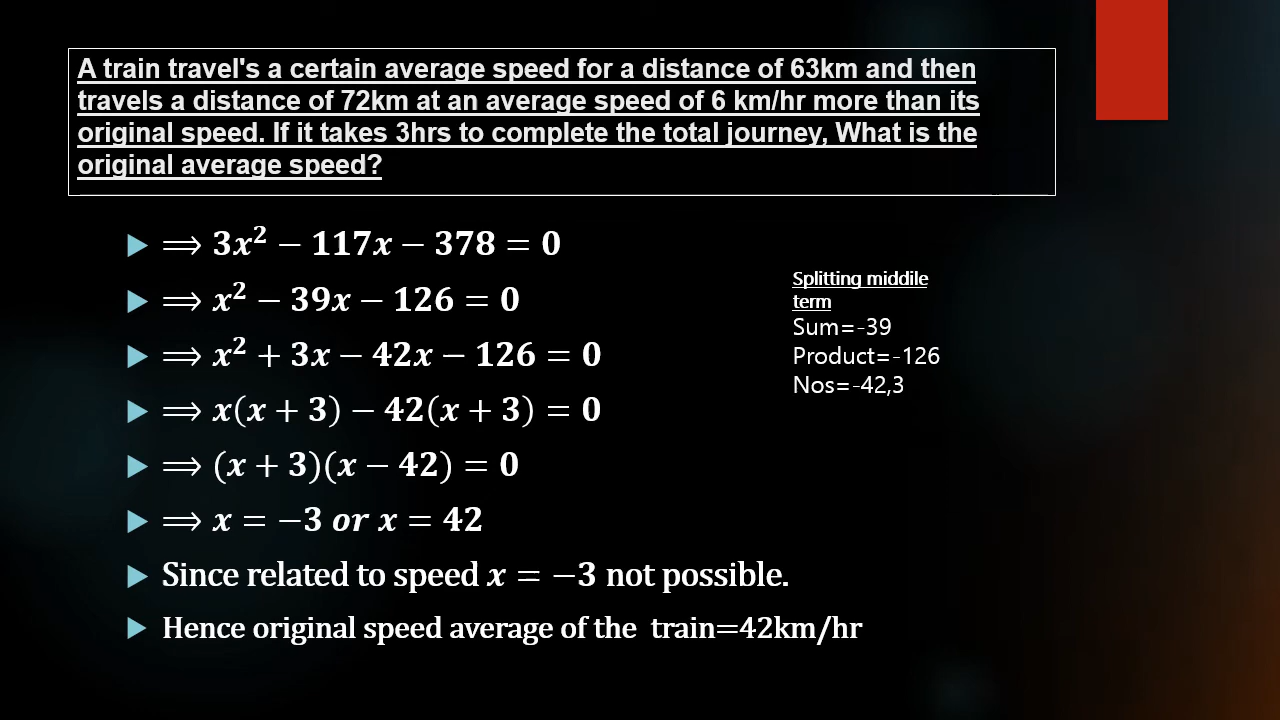 A train travel's a certain average speed for a distance of 63km and then
travels a distance of 72km at an average speed of 6 km/hr more than its
original speed. If it takes 3hrs to complete the total journey, What is the
original average speed?
⟹ 3x² − 117x − 378 = 0
⟹ x² − 39x − 126 = 0
⟹ x² + 3x − 42x − 126 = 0
⟹ x(x + 3) − 42(x + 3) = 0
⟹ (x + 3)(x − 42) = 0
⟹ x = −3 or x = 42
Since related to speed x = −3 not possible.
Hence original speed average of the train=42km/hr
Splitting middile
term
Sum=-39
Product=-126
Nos=-42,3